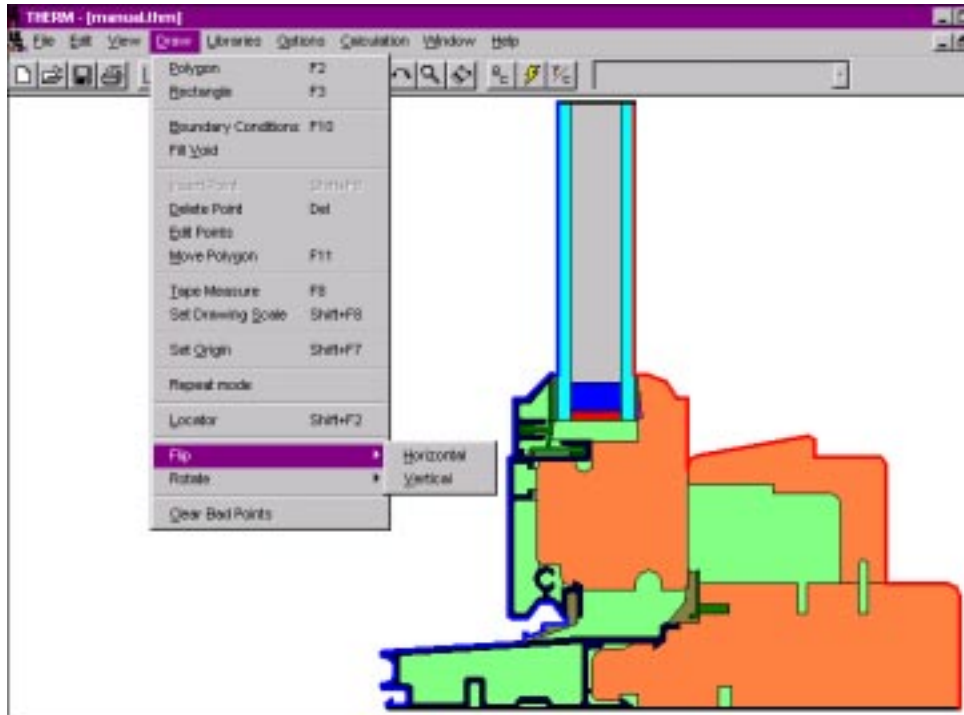 THERM - [manual.thm]
File Edit View Draw Libraries Options Calculation Window Help
Polygon F2
Rectangle F3
Boundary Conditions F10
Fill Void
Insert Point
Delete Point Del
Edit Points
Move Polygon F11
Tape Measure F8
Set Drawing Scale Shift+F8
Set Origin Shift+F7
Repeat mode
Locator Shift+F2
Flip
Horizontal
Rotate
Vertical
Clear Bad Points